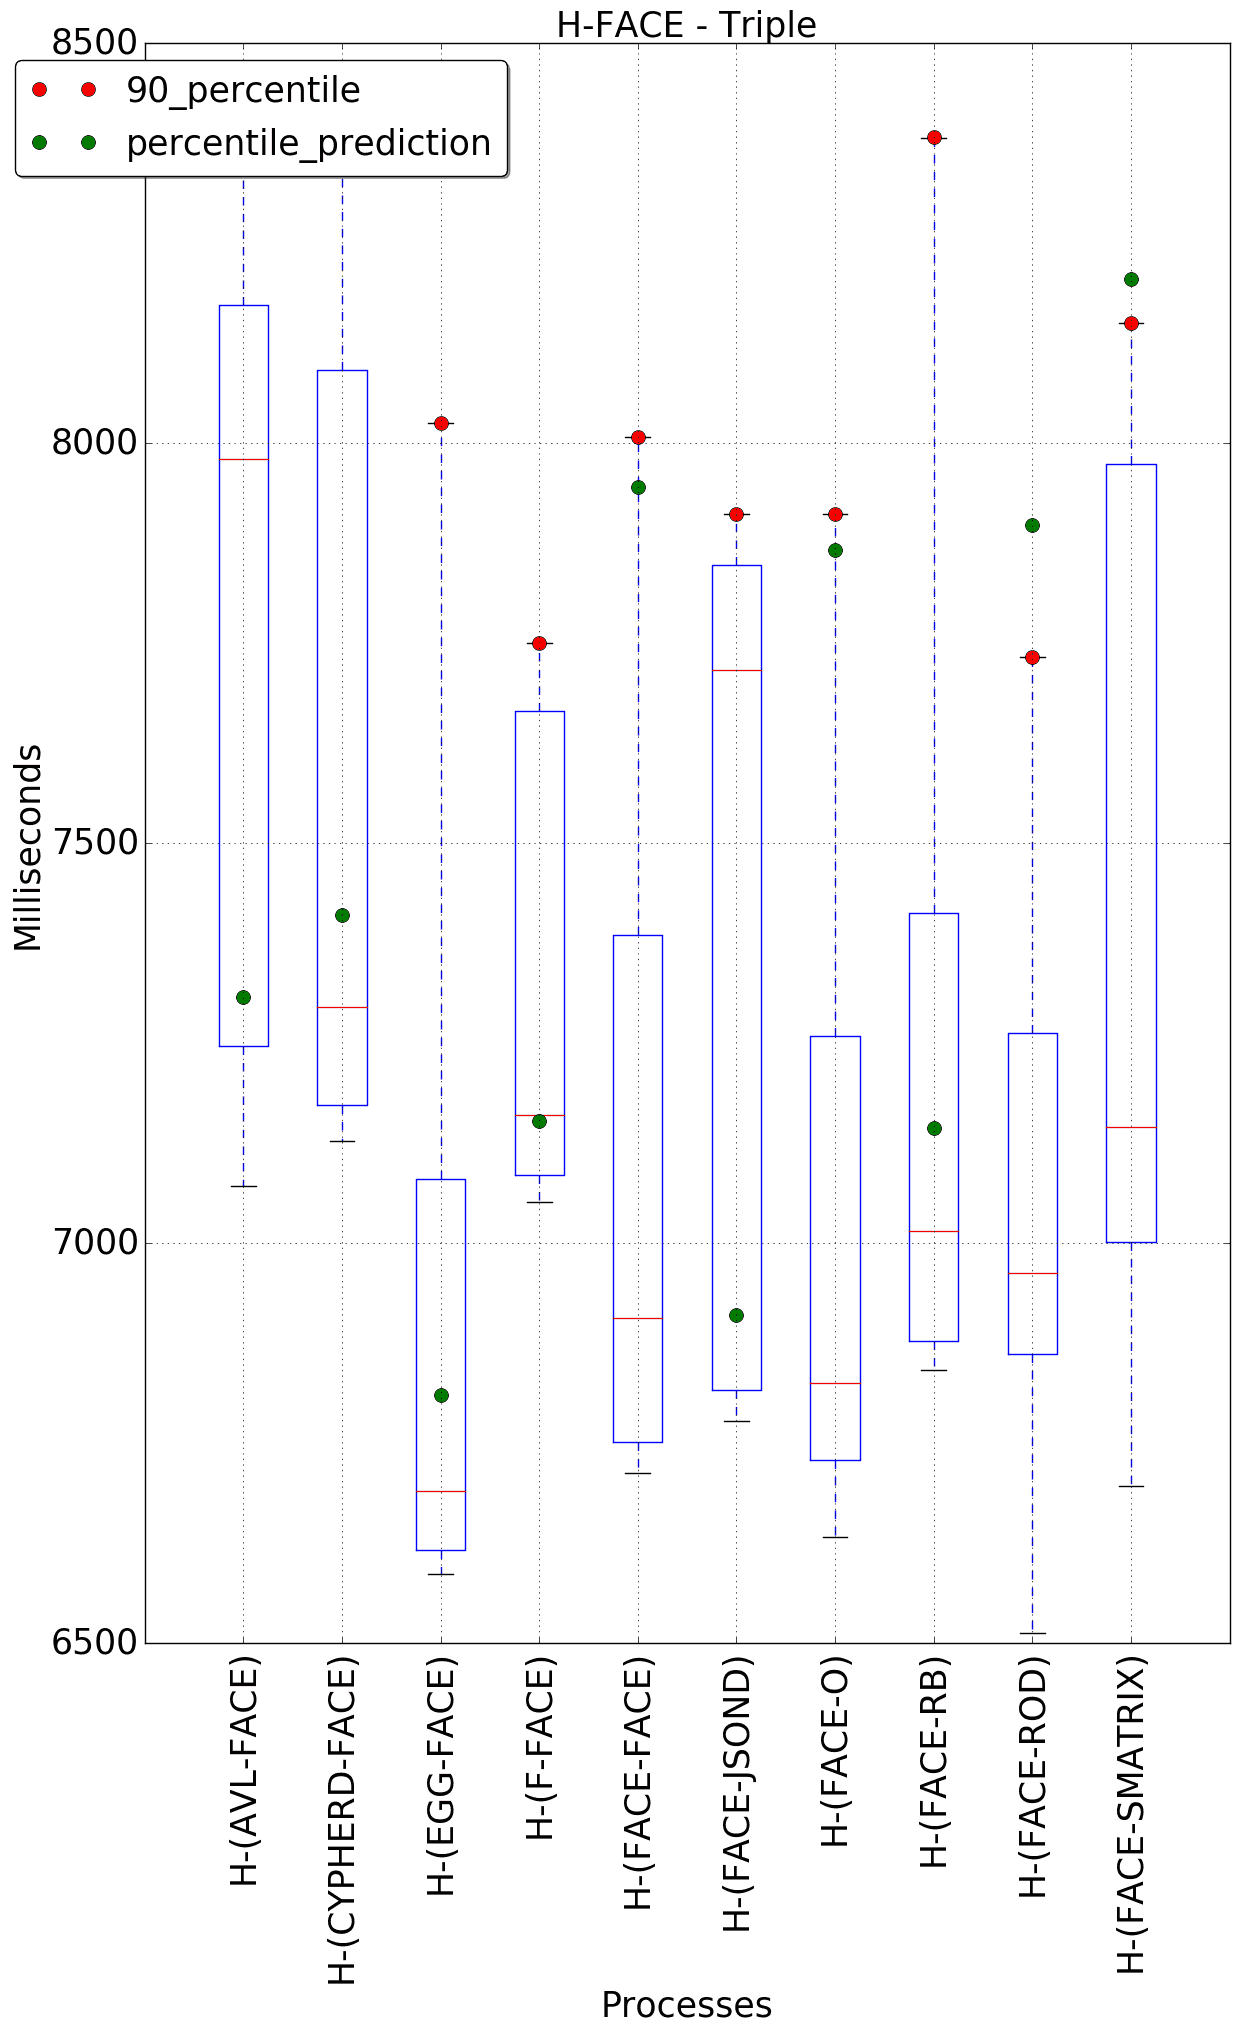 H-FACE - Triple
8500
90_percentile
percentile_prediction
8000
7500
7000
6500
Milliseconds
H-(AVL-FACE)
H-(CYPHERD-FACE)
H-(EGG-FACE)
H-(F-FACE)
H-(FACE-FACE)
H-(FACE-JSOND)
H-(FACE-O)
H-(FACE-RB)
H-(FACE-ROD)
H-(FACE-SMATRIX)
Processes